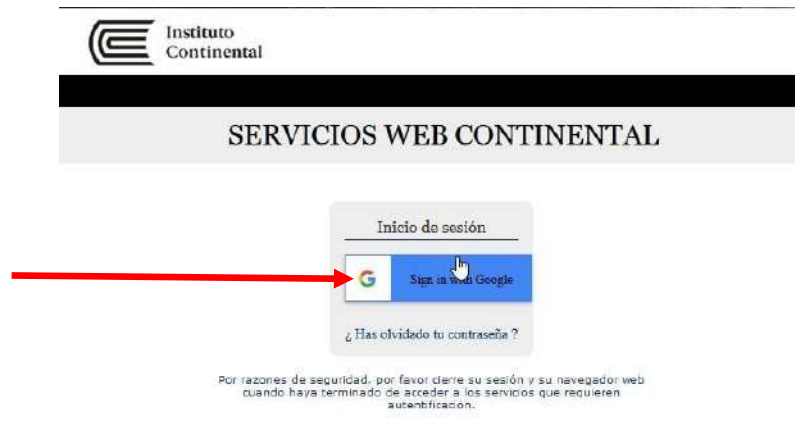 Instituto
Continental
SERVICIOS WEB CONTINENTAL
Inicio de sesión
G
Sign in with Google
¿ Has olvidado tu contraseña ?
Por razones de seguridad, por favor cierre su sesión y su navegador web
cuando haya terminado de acceder a los servicios que requieren
autentificación.